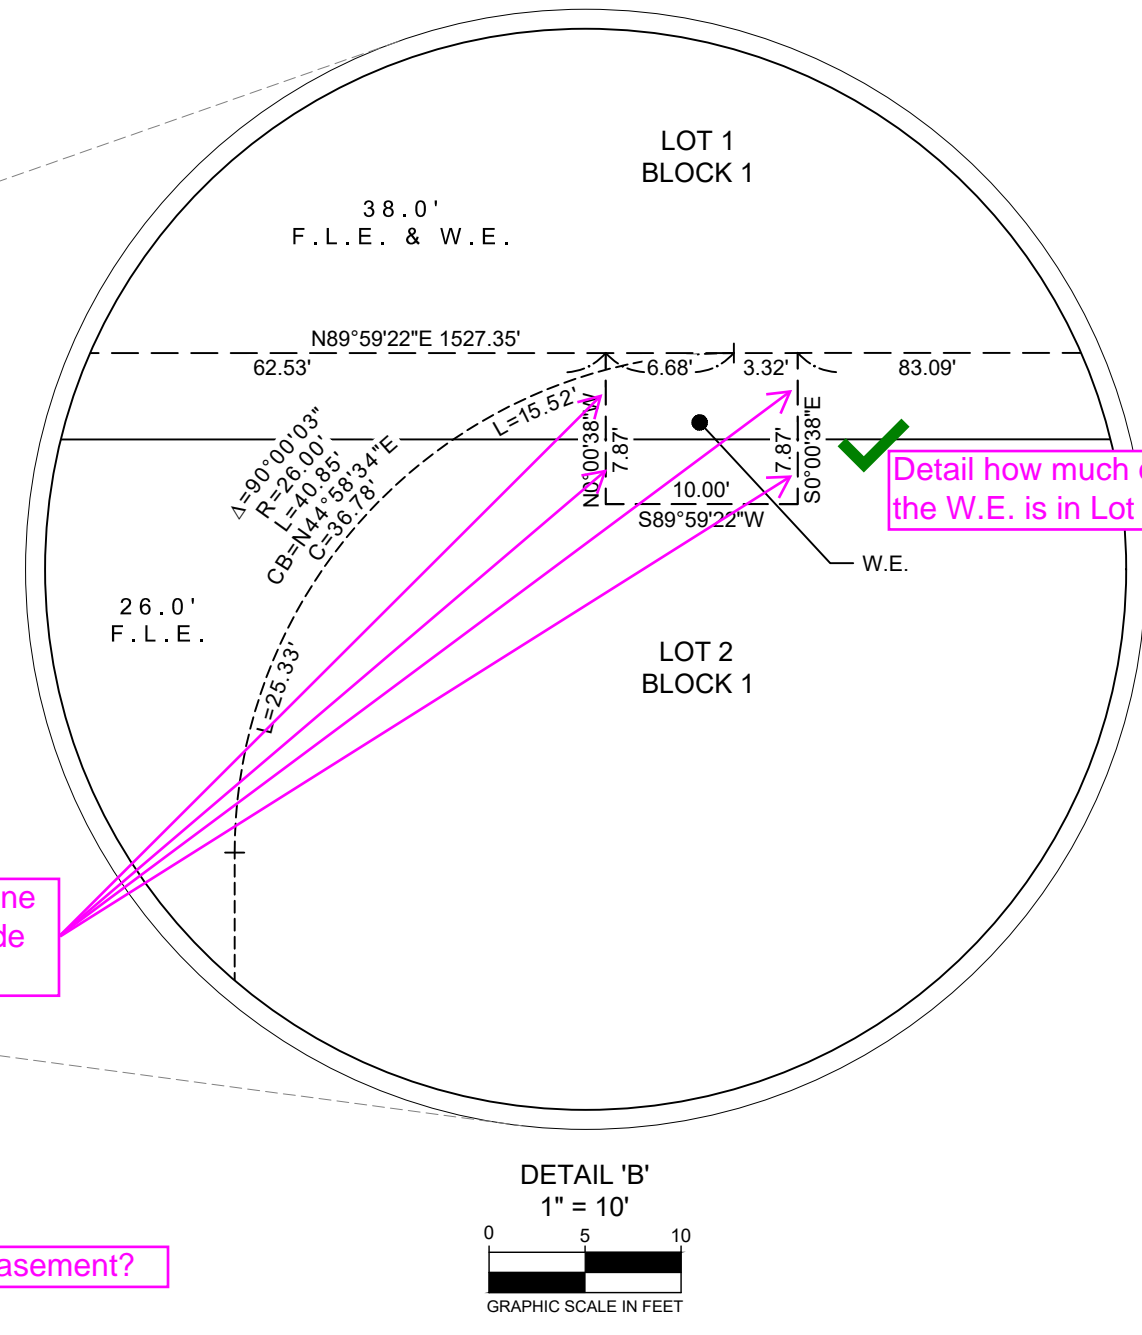 LOT 1
BLOCK 1
38.0'
F.L.E. & W.E.
N89°59'22"E 1527.35'
62.53'
6.68'
3.32'
83.09'
L=15.52'
N0°00'38"W
7.87'
7.87'
S0°00'38"E
Δ=90°00'03"
R=26.00'
L=40.85'
CB=N44°58'34"E
C=36.78'
Detail how much
the W.E. is in Lot
10.00'
S89°59'22"W
W.E.
26.0'
F.L.E.
LOT 2
BLOCK 1
L=25.33'
DETAIL 'B'
1" = 10'
0 5 10
GRAPHIC SCALE IN FEET